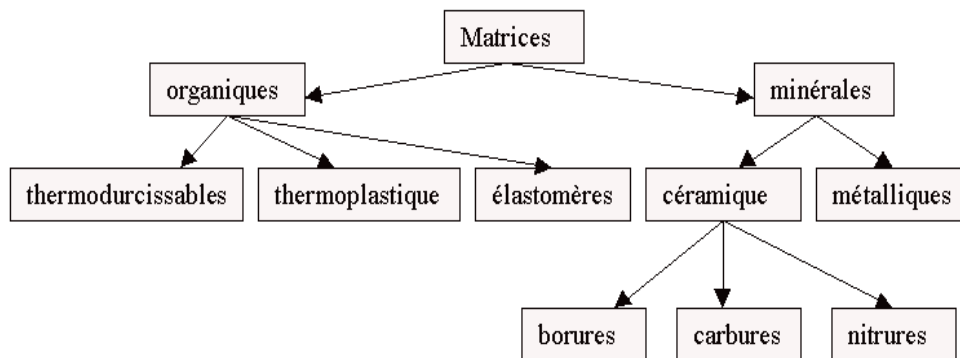 Matrices
organiques
minérales
thermodurcissables
thermoplastique
élastomères
céramique
métalliques
borures
carbures
nitrures